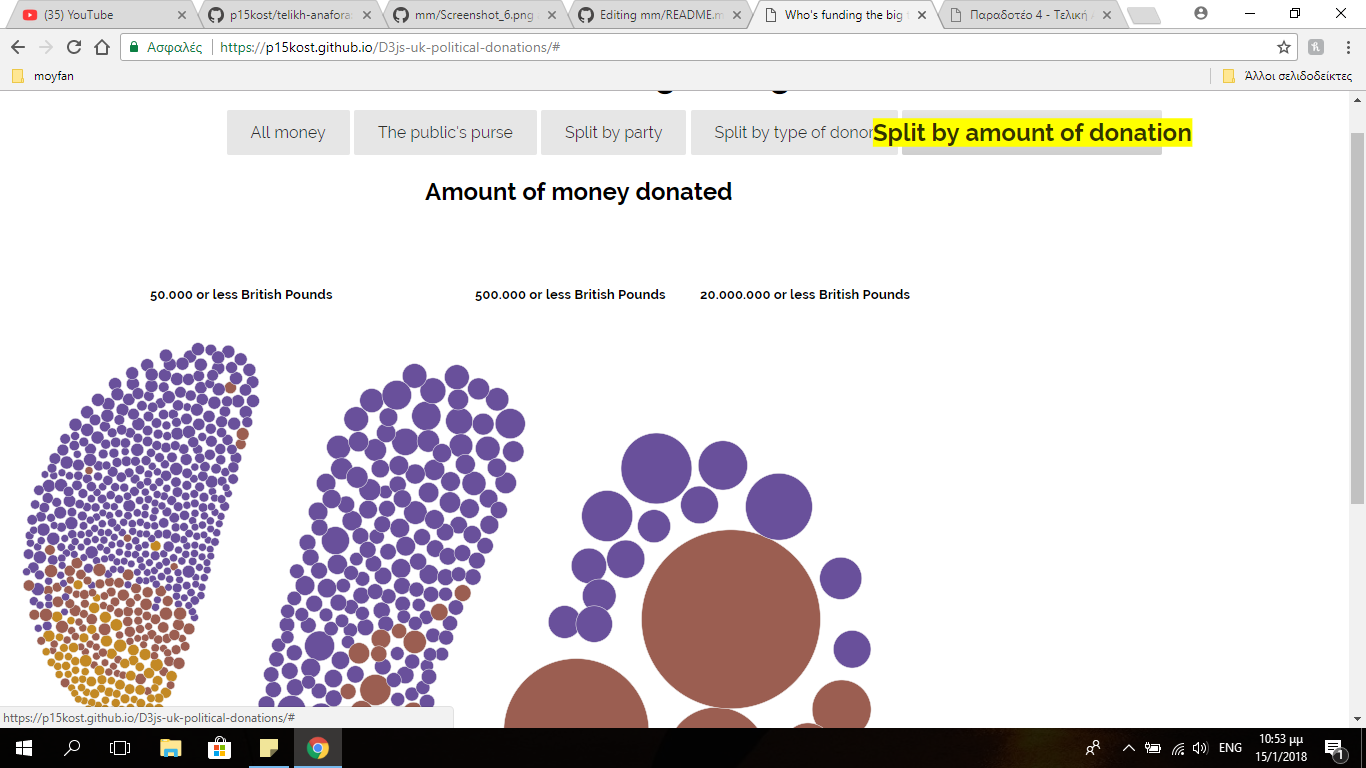 (35) YouTube
p15kost/telikh-anafora
mm/Screenshot_6.png
Editing mm/README.m
Who's funding the big
Παραδοτέο 4 - Τελική
Ασφαλές https://p15kost.github.io/D3js-uk-political-donations/#
moyfan
Άλλοι σελιδοδείκτες
All money
The public's purse
Split by party
Split by type of donor
Split by amount of donation
Amount of money donated
50.000 or less British Pounds
500.000 or less British Pounds
20.000.000 or less British Pounds
https://p15kost.github.io/D3js-uk-political-donations/#
ENG
10:53 μμ
15/1/2018
1